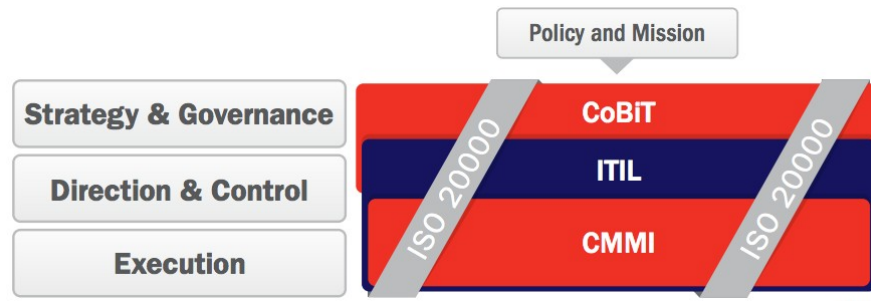 Policy and Mission
Strategy & Governance
CoBiT
Direction & Control
ITIL
Execution
CMMI
ISO 20000
ISO 20000